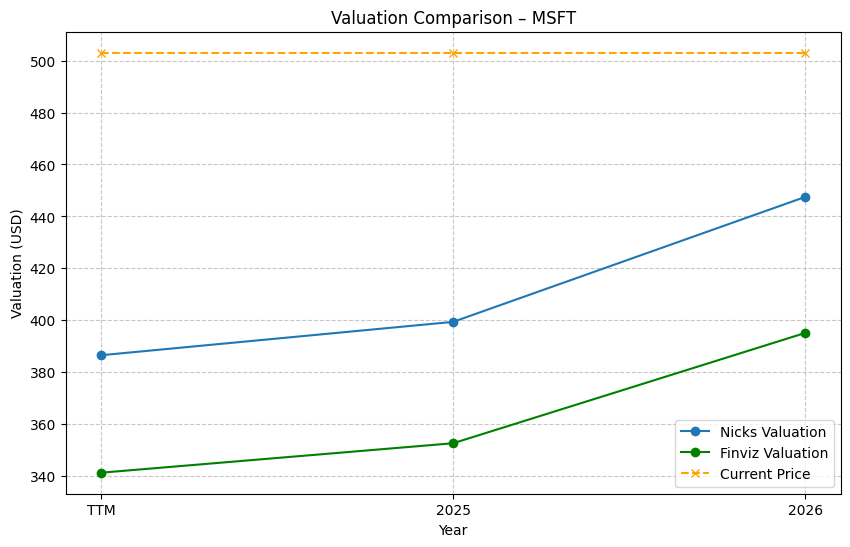 Valuation Comparison – MSFT
Valuation (USD)
500
480
460
440
420
400
380
360
340
TTM
2025
2026
Year
Nicks Valuation
Finviz Valuation
Current Price